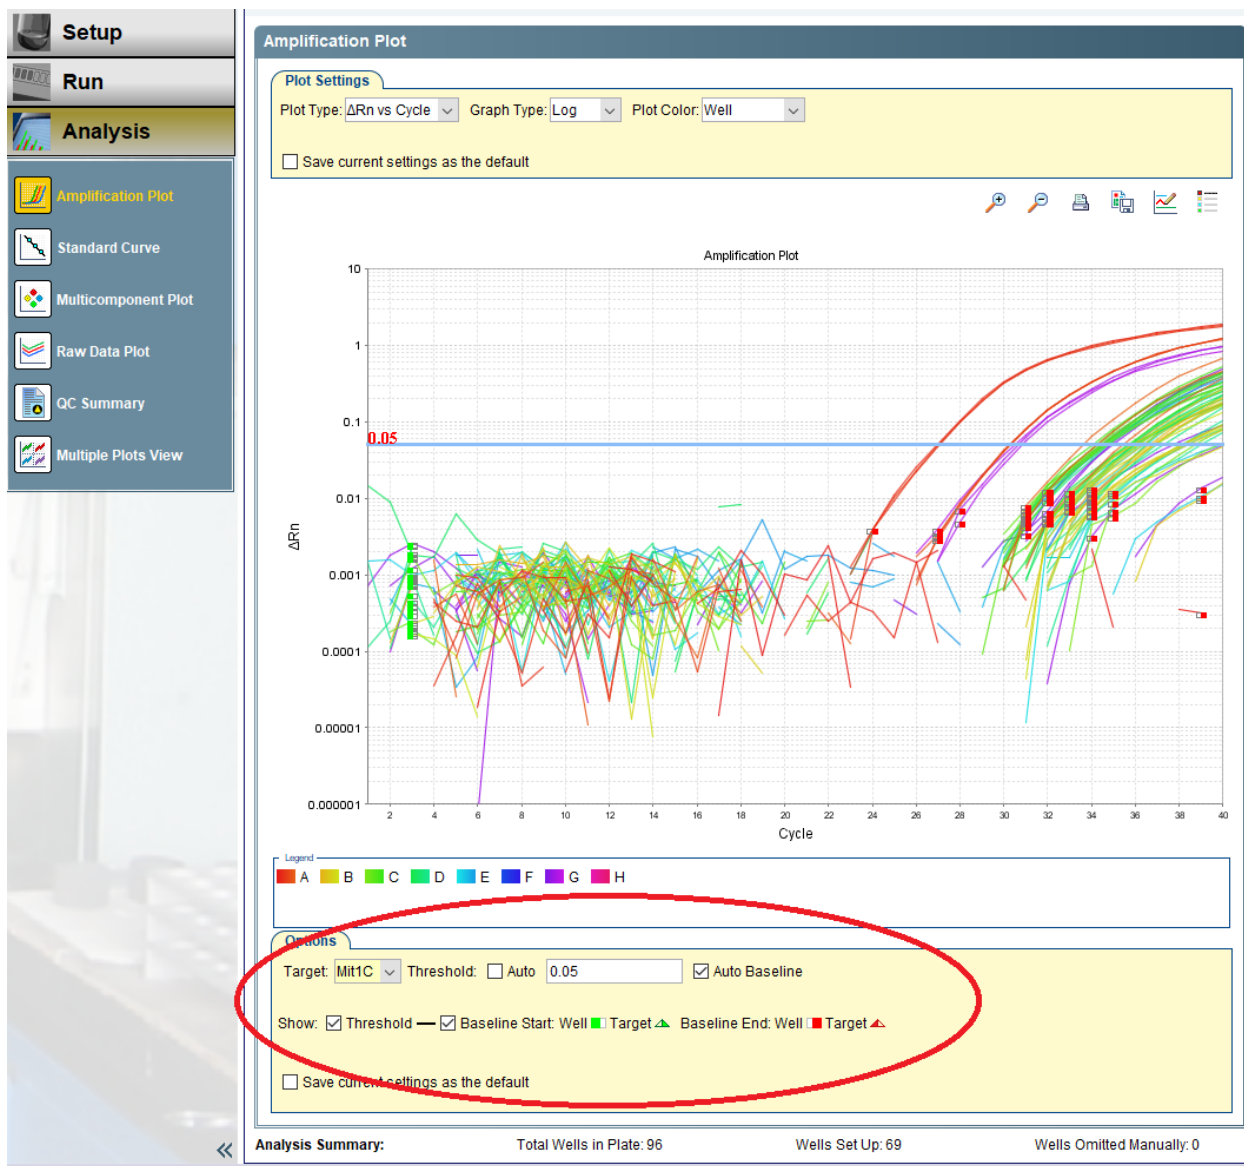 Setup
Run
Analysis
Amplification Plot
Standard Curve
Multicomponent Plot
Raw Data Plot
QC Summary
Multiple Plots View
«
Amplification Plot
Plot Settings
Plot Type: ΔRn vs Cycle Graph Type: Log Plot Color: Well
Save current settings as the default
Amplification Plot
10
1
0.1
0.05
0.01
0.001
0.0001
0.00001
0.000001
ΔRn
2 4 6 8 10 12 14 16 18 20 22 24 26 28 30 32 34 36 38 40
Cycle
Legend
A B C D E F G H
Options
Target: Mit1C Threshold: Auto 0.05 Auto Baseline
Show: Threshold Baseline Start: Well Target Baseline End: Well Target
Save current settings as the default
Analysis Summary: Total Wells in Plate: 96 Wells Set Up: 69 Wells Omitted Manually: 0